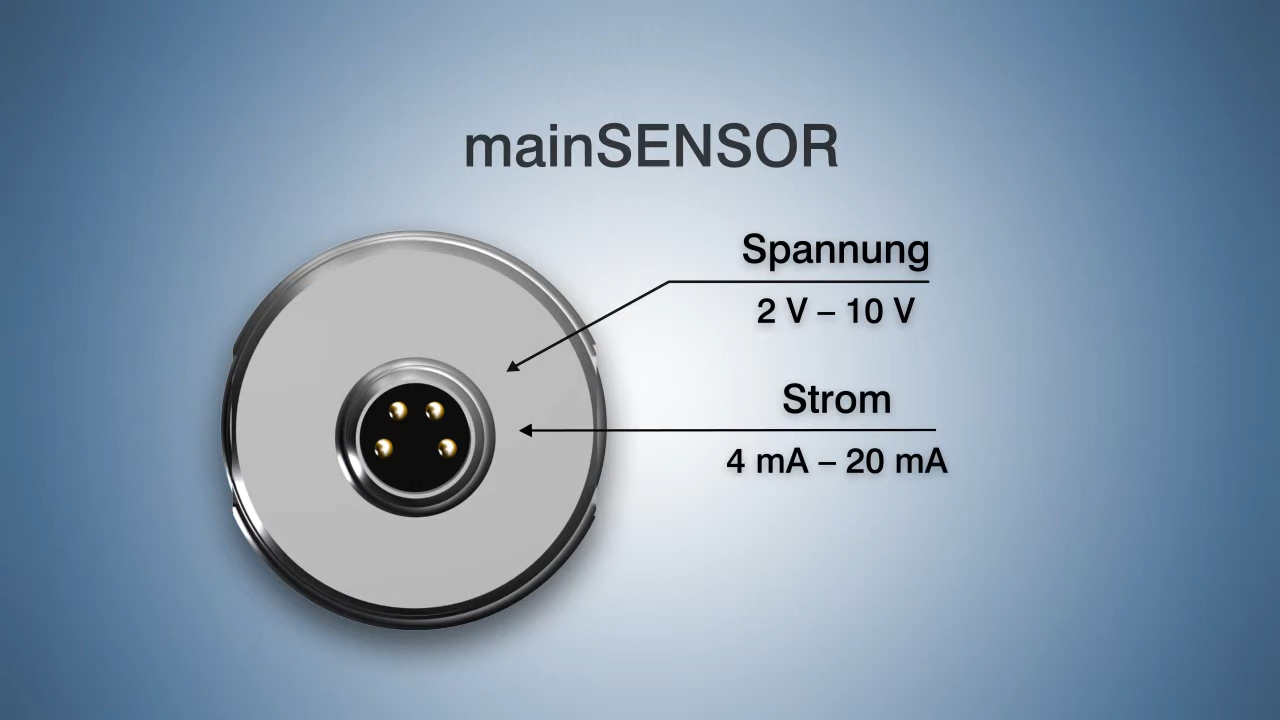 mainSENSOR
Spannung
2 V – 10 V
Strom
4 mA – 20 mA